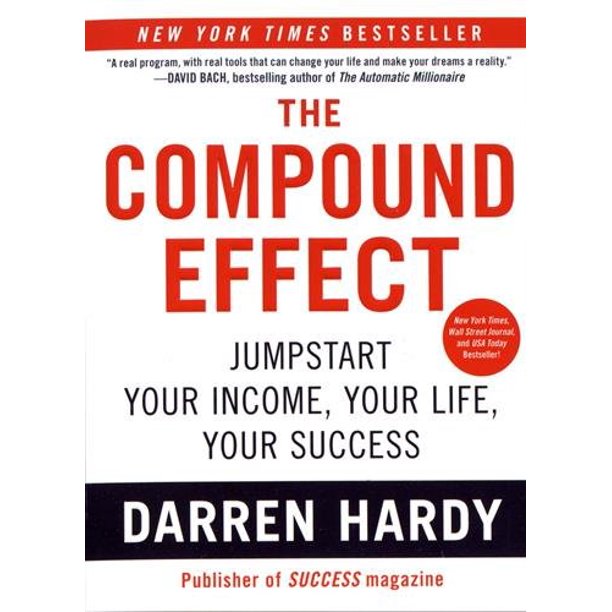 NEW YORK TIMES BESTSELLER
"A real program, with real tools that can change your life and make your dreams a reality."
—DAVID BACH, bestselling author of The Automatic Millionaire
THE
COMPOUND
EFFECT
New York Times,
Wall Street Journal,
and USA Today
Bestseller!
JUMPSTART
YOUR INCOME, YOUR LIFE,
YOUR SUCCESS
DARREN HARDY
Publisher of SUCCESS magazine